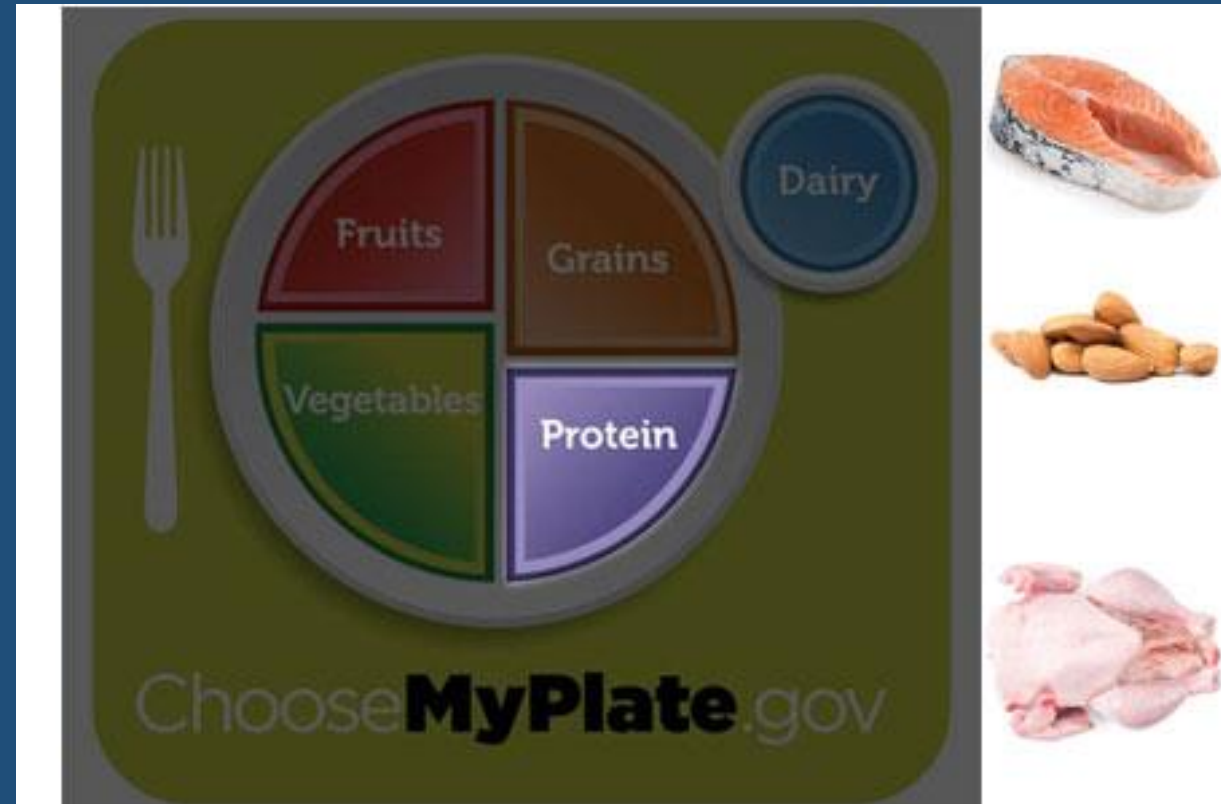 Fruits
Grains
Dairy
Vegetables
Protein
ChooseMyPlate.gov